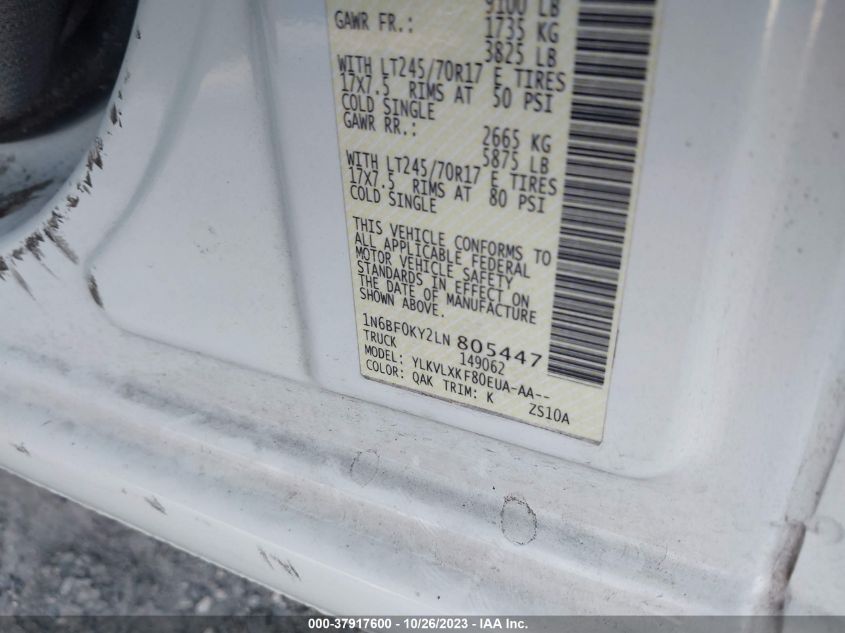 9100 LB
GAWR FR.: 1735 KG
3825 LB
WITH LT245/70R17 E TIRES
17X7.5 RIMS AT 50 PSI
COLD SINGLE
GAWR RR.: 2665 KG
5875 LB
WITH LT245/70R17 E TIRES
17X7.5 RIMS AT 80 PSI
COLD SINGLE
THIS VEHICLE CONFORMS TO
ALL APPLICABLE FEDERAL
MOTOR VEHICLE SAFETY
STANDARDS IN EFFECT ON
THE DATE OF MANUFACTURE
SHOWN ABOVE.
1N6BF0KY2LN 805447
TRUCK 149062
MODEL: YLKVLXKF80EUA-AA--
COLOR: QAK TRIM: K ZS10A
000-37917600 - 10/26/2023 - IAA Inc.